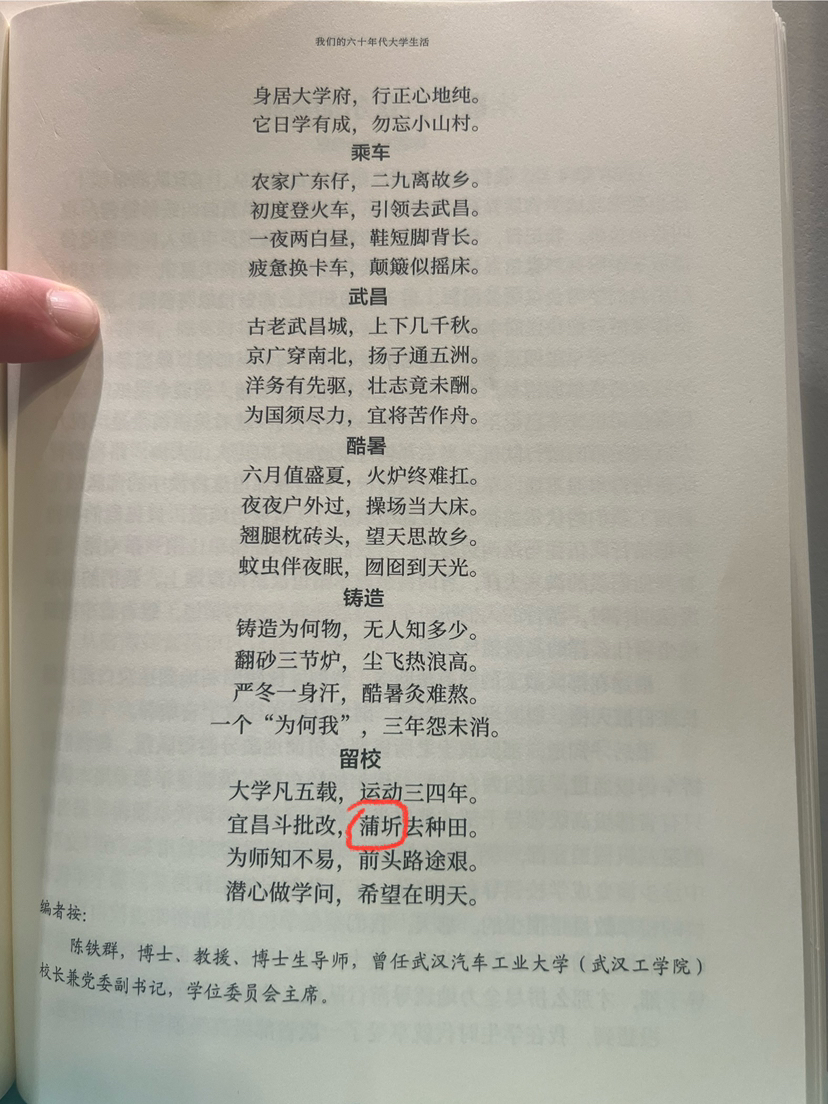 我们的六十年代大学生活
身居大学府，行正心地纯。
它日学有成，勿忘小山村。
乘车
农家广东仔，二九离故乡。
初度登火车，引领去武昌。
一夜两白昼，鞋短脚背长。
疲惫换卡车，颠簸似摇床。
武昌
古老武昌城，上下几千秋。
京广穿南北，扬子通五洲。
洋务有先驱，壮志竟未酬。
为国须尽力，宜将苦作舟。
酷暑
六月值盛夏，火炉终难扛。
夜夜户外过，操场当大床。
翘腿枕砖头，望天思故乡。
蚊虫伴夜眠，囫囵到天光。
铸造
铸造为何物，无人知多少。
翻砂三节炉，尘飞热浪高。
严冬一身汗，酷暑灸难熬。
一个“为何我”，三年怨未消。
留校
大学凡五载，运动三四年。
宜昌斗批改，蒲圻去种田。
为师知不易，前头路途艰。
潜心做学问，希望在明天。
编者按：
陈铁群，博士、教授、博士生导师，曾任武汉汽车工业大学（武汉工学院）
校长兼党委副书记，学位委员会主席。